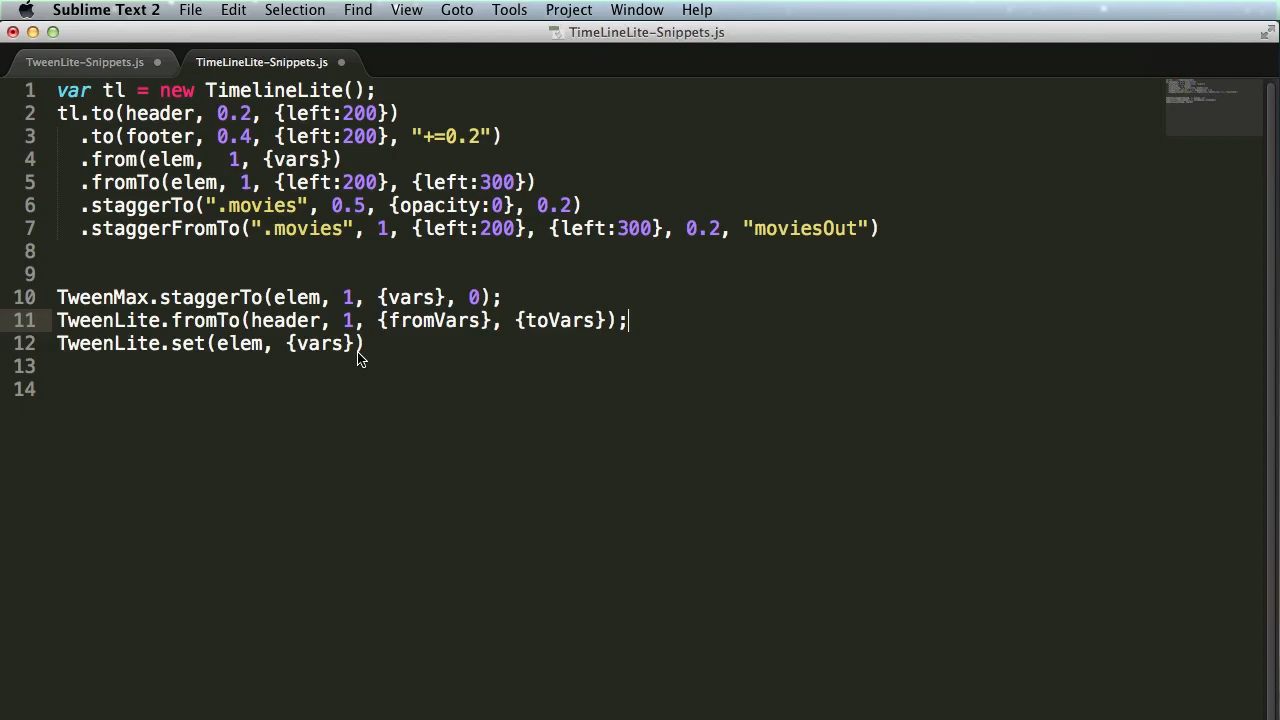 Sublime Text 2 File Edit Selection Find View Goto Tools Project Window Help
TimeLineLite-Snippets.js
TweenLite-Snippets.js TimeLineLite-Snippets.js
1 var tl = new TimelineLite();
2 tl.to(header, 0.2, {left:200})
3 .to(footer, 0.4, {left:200}, "+=0.2")
4 .from(elem,  1, {vars})
5 .fromTo(elem, 1, {left:200}, {left:300})
6 .staggerTo(".movies", 0.5, {opacity:0}, 0.2)
7 .staggerFromTo(".movies", 1, {left:200}, {left:300}, 0.2, "moviesOut")
8
9
10 TweenMax.staggerTo(elem, 1, {vars}, 0);
11 TweenLite.fromTo(header, 1, {fromVars}, {toVars});
12 TweenLite.set(elem, {vars})
13
14